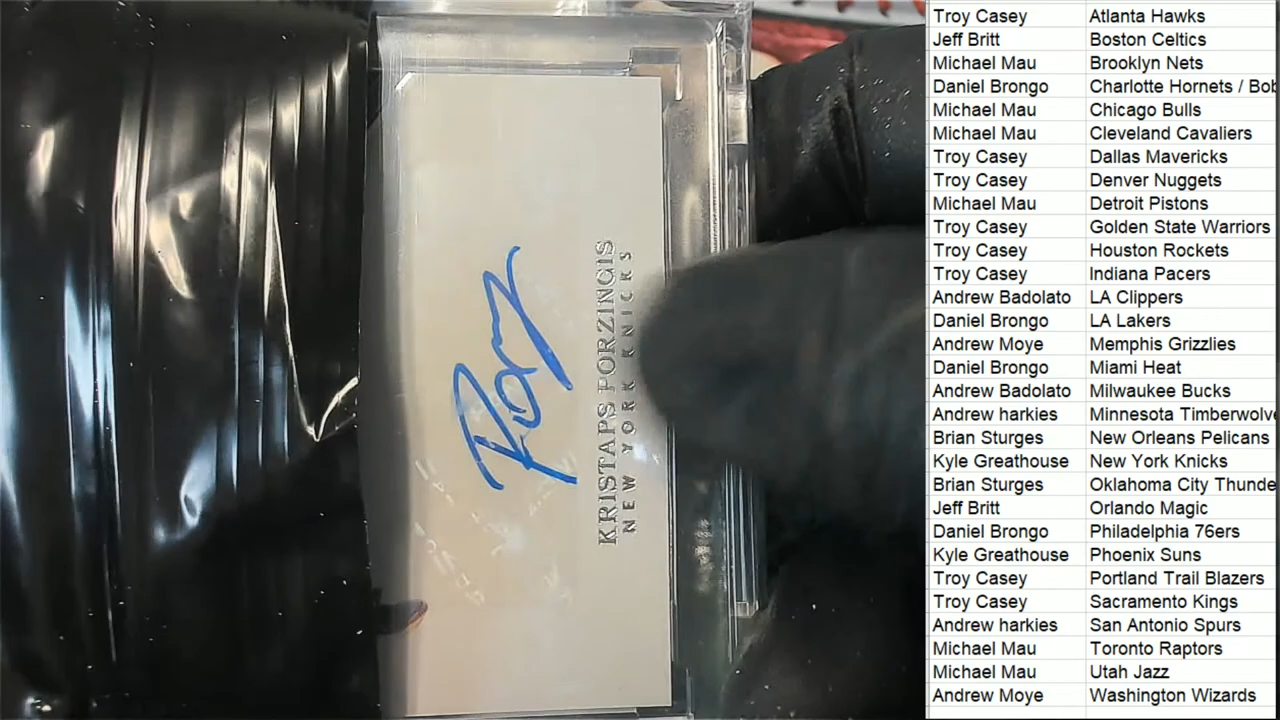 Porz
KRISTAPS PORZINGIS
NEW YORK KNICKS
Troy Casey Atlanta Hawks
Jeff Britt Boston Celtics
Michael Mau Brooklyn Nets
Daniel Brongo Charlotte Hornets / Bob
Michael Mau Chicago Bulls
Michael Mau Cleveland Cavaliers
Troy Casey Dallas Mavericks
Troy Casey Denver Nuggets
Michael Mau Detroit Pistons
Troy Casey Golden State Warriors
Troy Casey Houston Rockets
Troy Casey Indiana Pacers
Andrew Badolato LA Clippers
Daniel Brongo LA Lakers
Andrew Moye Memphis Grizzlies
Daniel Brongo Miami Heat
Andrew Badolato Milwaukee Bucks
Andrew harkies Minnesota Timberwolve
Brian Sturges New Orleans Pelicans
Kyle Greathouse New York Knicks
Brian Sturges Oklahoma City Thunde
Jeff Britt Orlando Magic
Daniel Brongo Philadelphia 76ers
Kyle Greathouse Phoenix Suns
Troy Casey Portland Trail Blazers
Troy Casey Sacramento Kings
Andrew harkies San Antonio Spurs
Michael Mau Toronto Raptors
Michael Mau Utah Jazz
Andrew Moye Washington Wizards